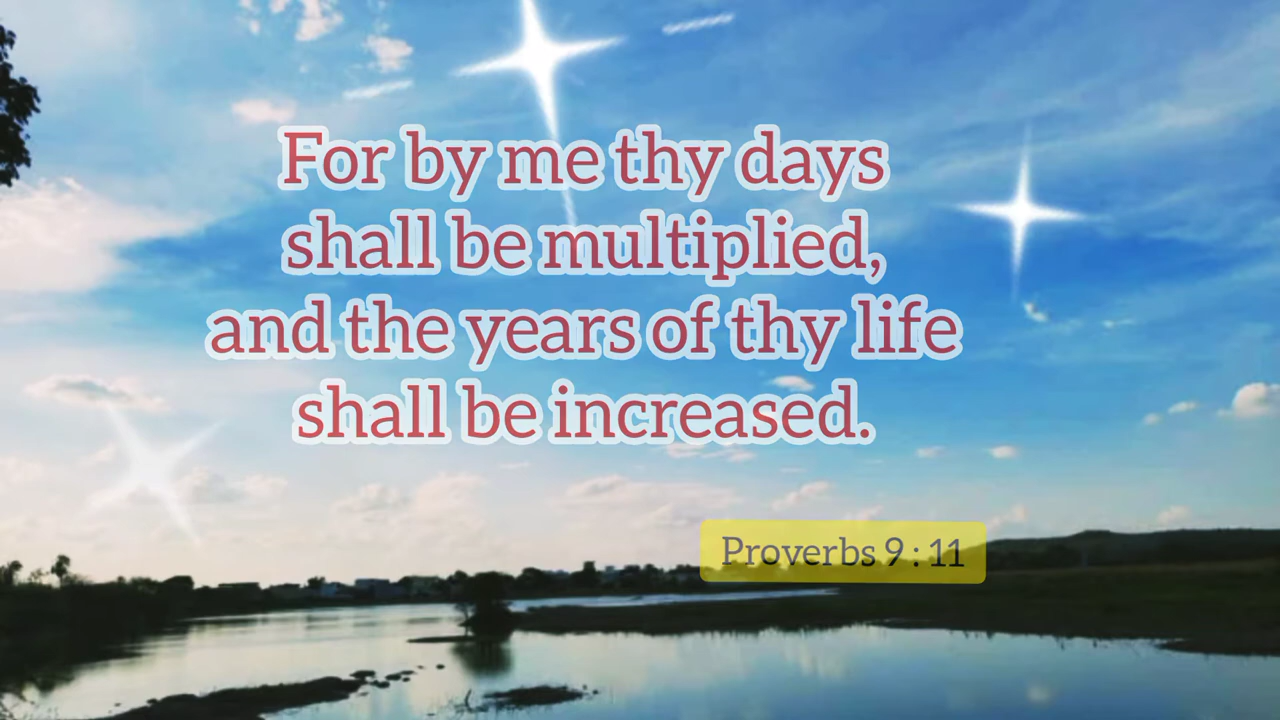 For by me thy days
shall be multiplied,
and the years of thy life
shall be increased.
Proverbs 9 : 11